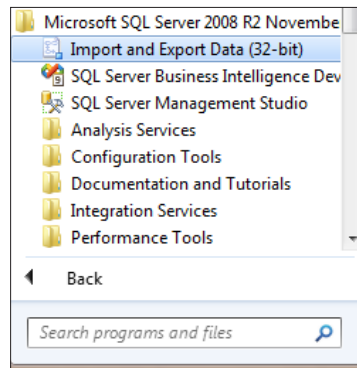 Microsoft SQL Server 2008 R2 Novembe
Import and Export Data (32-bit)
SQL Server Business Intelligence Dev
SQL Server Management Studio
Analysis Services
Configuration Tools
Documentation and Tutorials
Integration Services
Performance Tools
Back
Search programs and files